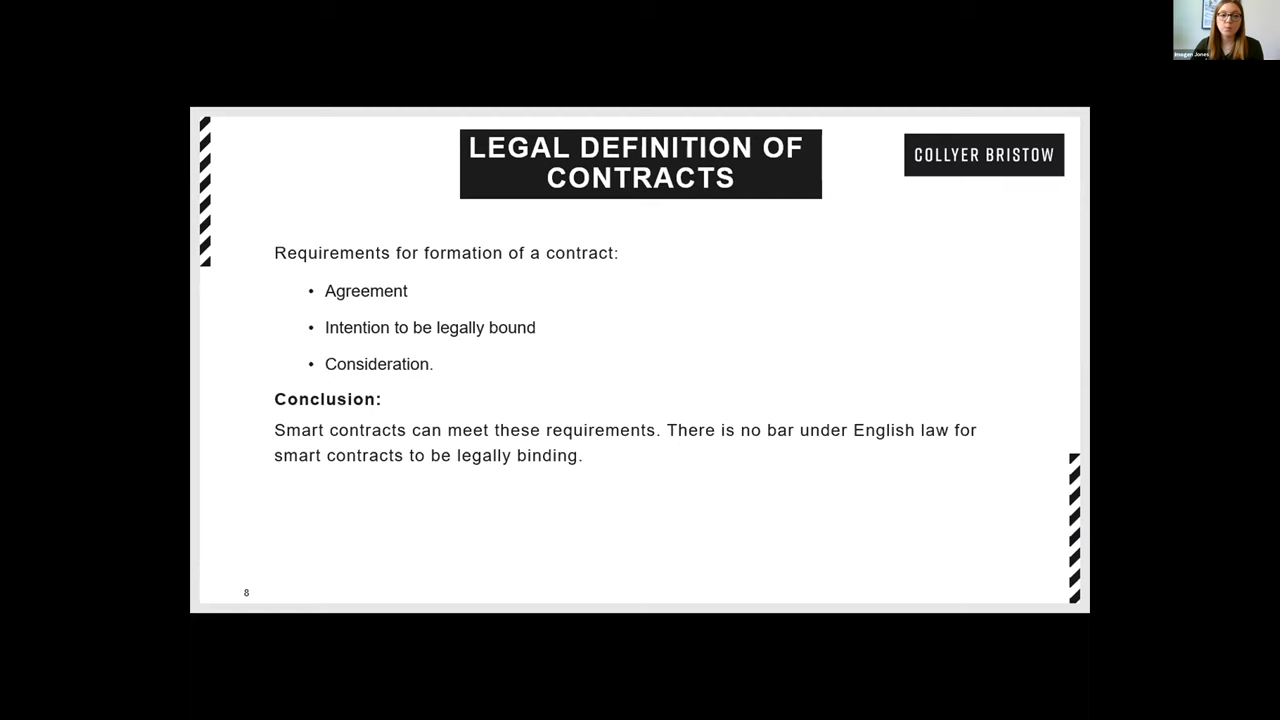 Imogen Jones
LEGAL DEFINITION OF
CONTRACTS
COLLYER BRISTOW
Requirements for formation of a contract:
• Agreement
• Intention to be legally bound
• Consideration.
Conclusion:
Smart contracts can meet these requirements. There is no bar under English law for
smart contracts to be legally binding.
8